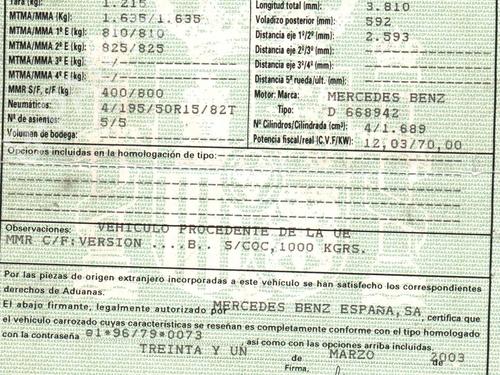 Tara (Kg): 1.215 Longitud total (mm): 3.810
MTMA/MMA (Kg): 1.635/1.635 Voladizo posterior (mm): 592
MTMA/MMA 1º E (kg): 810/810 Distancia eje 1º/2º (mm): 2.593
MTMA/MMA 2º E (kg): 825/825 Distancia eje 2º/3º (mm): --------
MTMA/MMA 3º E (kg): --/-- Distancia eje 3º/4º (mm): --------
MTMA/MMA 4º E (kg): --/-- Distancia 5ª rueda/ult. (mm): --------
MMR S/F, c/F (kg) 400/800 Motor: Marca: MERCEDES BENZ
Neumáticos: 4/195/50R15/82T Tipo: D 668942
Nº de asientos: 5/5 Nº Cilindros/Cilindrada (cm³): 4/1.689
Volumen de bodega: -------- Potencia fiscal/real (C.V.F/KW): 12,03/70,00
Opciones incluidas en la homologación de tipo:
Observaciones: VEHICULO PROCEDENTE DE LA UE
MMR C/F:VERSION ....B.. S/COC,1000 KGRS.
Por las piezas de origen extranjero incorporadas a este vehículo se han satisfecho los correspondientes
derechos de Aduanas.
El abajo firmante, legalmente autorizado por MERCEDES BENZ ESPAÑA,SA, certifica que
el vehículo carrozado cuyas características se reseñan es completamente conforme con el tipo homologado
con la contraseña e1*96/79*0073 así como con las opciones arriba incluidas.
TREINTA Y UN de MARZO de 2003
Firma,